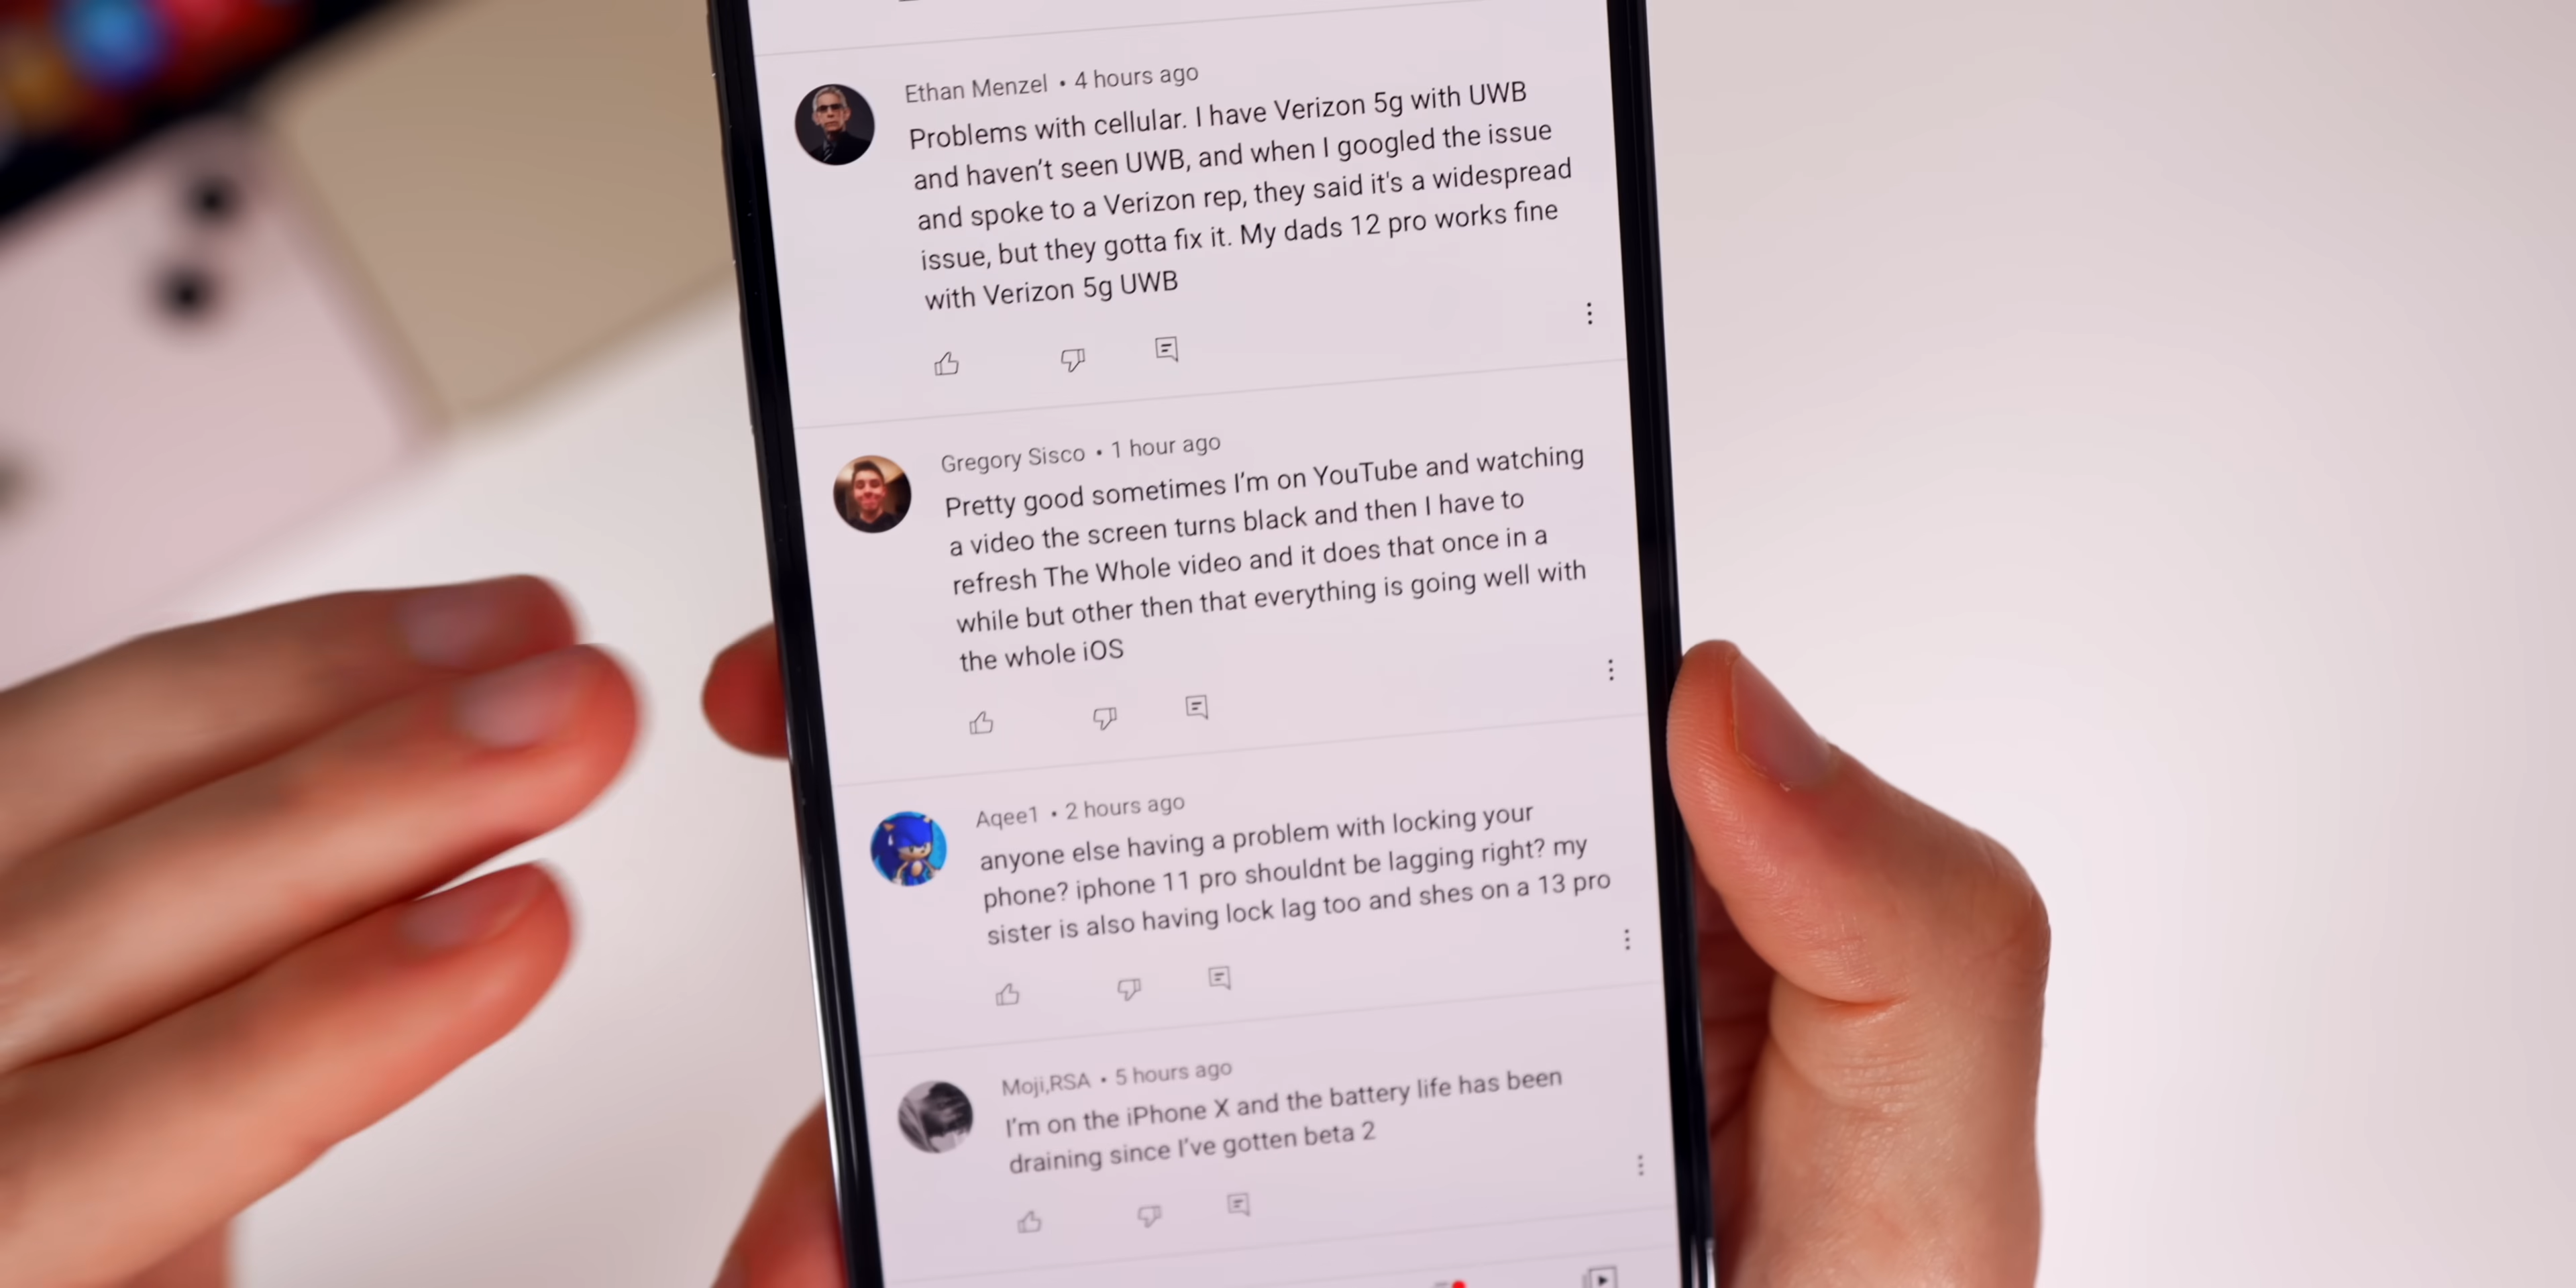 Ethan Menzel • 4 hours ago
Problems with cellular. I have Verizon 5g with UWB
and haven't seen UWB, and when I googled the issue
and spoke to a Verizon rep, they said it's a widespread
issue, but they gotta fix it. My dads 12 pro works fine
with Verizon 5g UWB
Gregory Sisco • 1 hour ago
Pretty good sometimes I'm on YouTube and watching
a video the screen turns black and then I have to
refresh The Whole video and it does that once in a
while but other then that everything is going well with
the whole iOS
Aqee1 • 2 hours ago
anyone else having a problem with locking your
phone? iphone 11 pro shouldnt be lagging right? my
sister is also having lock lag too and shes on a 13 pro
Moji,RSA • 5 hours ago
I'm on the iPhone X and the battery life has been
draining since I've gotten beta 2